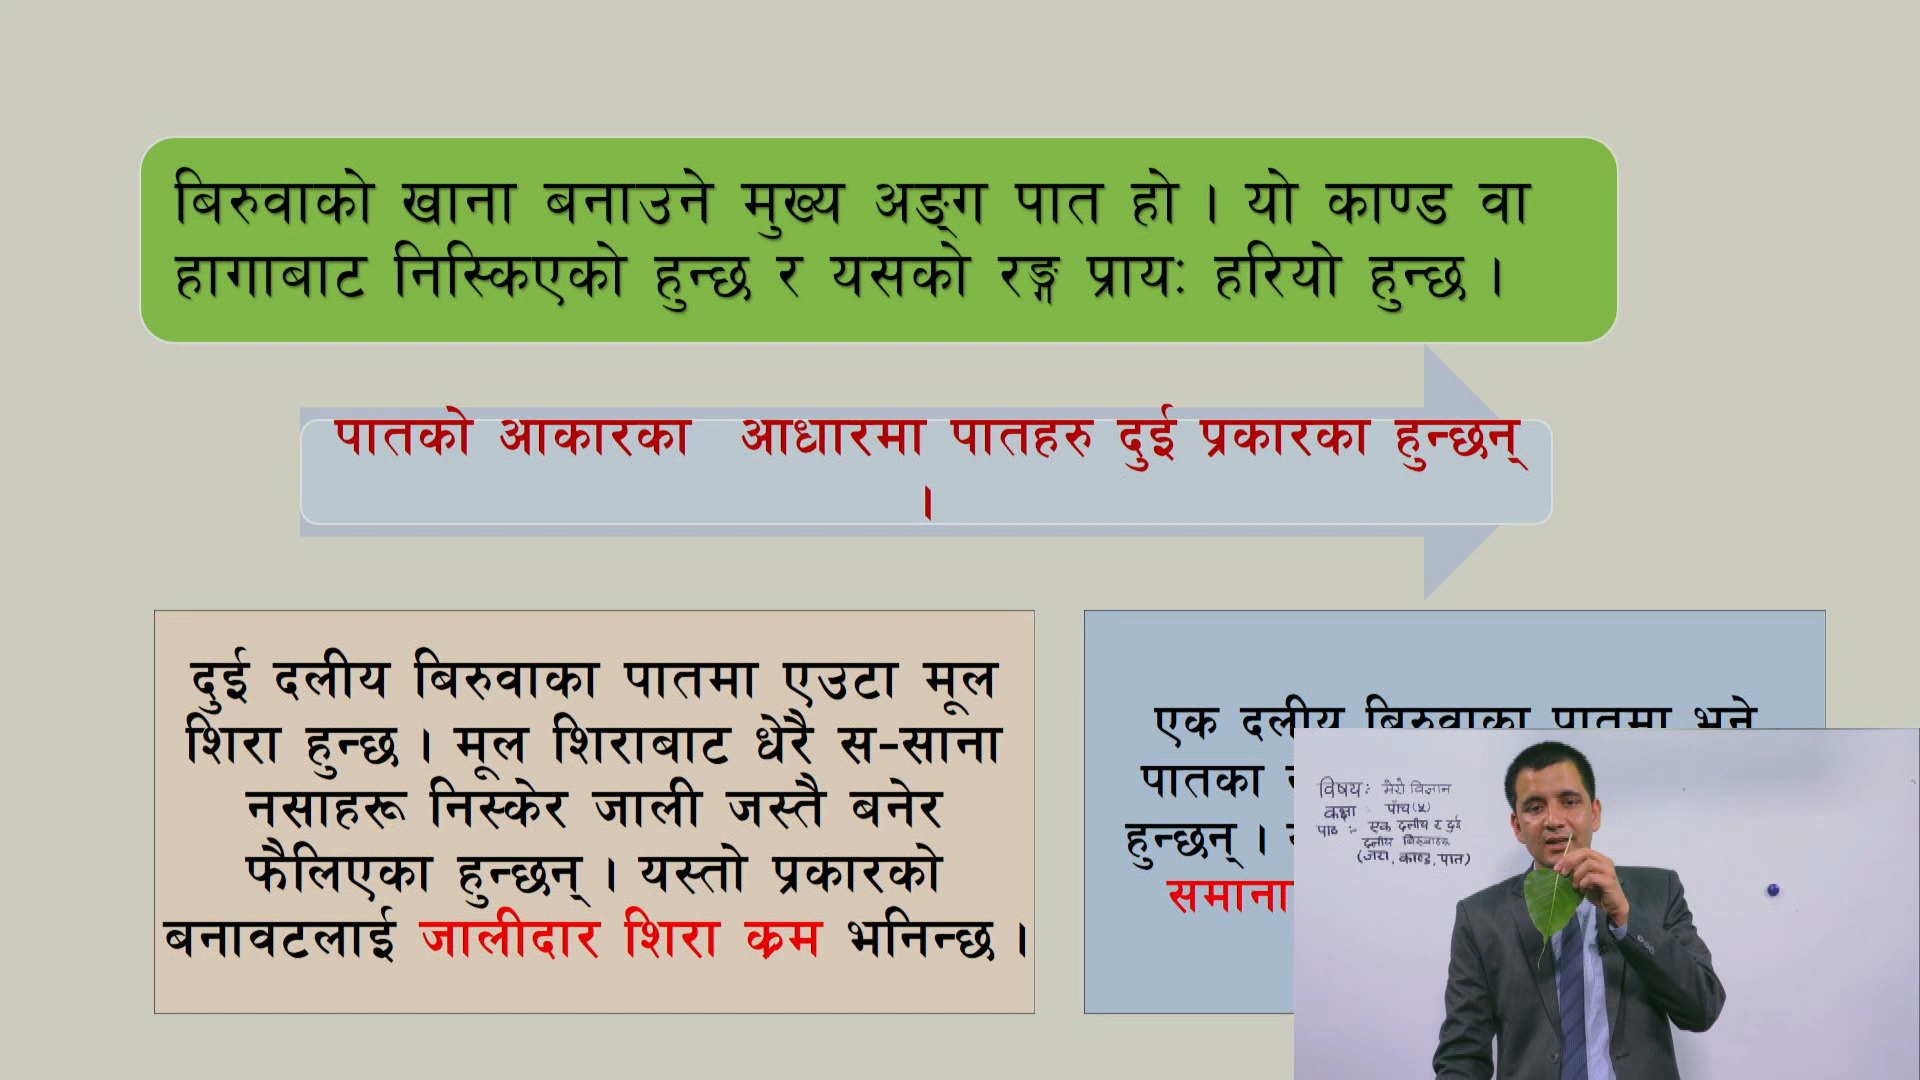 बिरुवाको खाना बनाउने मुख्य अङ्ग पात हो । यो काण्ड वा
हागाबाट निस्किएको हुन्छ र यसको रङ्ग प्रायः हरियो हुन्छ ।
पातको आकारका आधारमा पातहरु दुई प्रकारका हुन्छन्
।
दुई दलीय बिरुवाका पातमा एउटा मूल
शिरा हुन्छ । मूल शिराबाट धेरै स-साना
नसाहरू निस्केर जाली जस्तै बनेर
फैलिएका हुन्छन् । यस्तो प्रकारको
बनावटलाई जालीदार शिरा क्रम भनिन्छ ।
एक दलीय बिरुवाका पातमा भने
पातका
हुन्छन् ।
समाना
विषय: मेरो विज्ञान
कक्षा : पाँच (५)
पाठ :- एक दलीय र दुई
दलीय बिरुवाहरू
(जरा, काण्ड, पात)